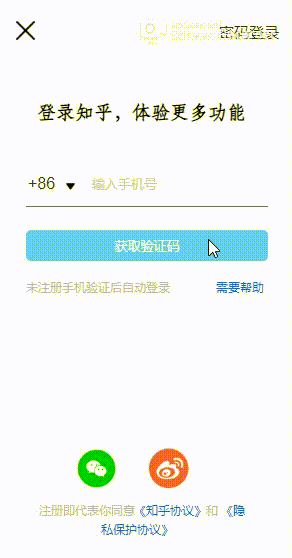 密码登录
登录知乎，体验更多功能
+86 输入手机号
获取验证码
未注册手机验证后自动登录 需要帮助
注册即代表你同意《知乎协议》和《隐
私保护协议》